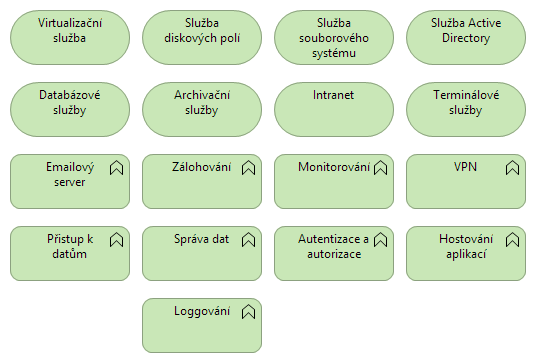 Virtualizační
služba
Služba
diskových polí
Služba
souborového
systému
Služba Active
Directory
Databázové
služby
Archivační
služby
Intranet
Terminálové
služby
Emailový
server
Zálohování
Monitorování
VPN
Přistup k
datům
Správa dat
Autentizace a
autorizace
Hostování
aplikací
Loggování